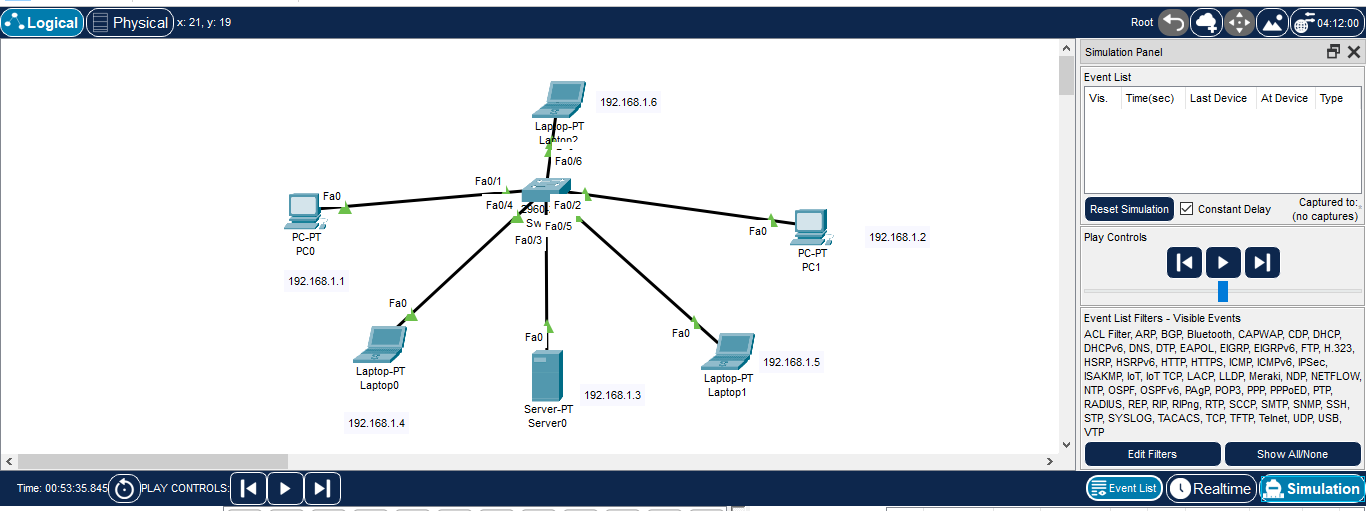 Logical Physical x: 21, y: 19 Root 04:12:00
Simulation Panel
Event List
Vis. Time(sec) Last Device At Device Type
Reset Simulation Constant Delay Captured to:
(no captures)
Play Controls
Event List Filters - Visible Events
ACL Filter, ARP, BGP, Bluetooth, CAPWAP, CDP, DHCP,
DHCPv6, DNS, DTP, EAPOL, EIGRP, EIGRPv6, FTP, H.323,
HSRP, HSRPv6, HTTP, HTTPS, ICMP, ICMPv6, IPSec,
ISAKMP, IoT, IoT TCP, LACP, LLDP, Meraki, NDP, NETFLOW,
NTP, OSPF, OSPFv6, PAgP, POP3, PPP, PPPoED, PTP,
RADIUS, REP, RIP, RIPng, RTP, SCCP, SMTP, SNMP, SSH,
STP, SYSLOG, TACACS, TCP, TFTP, Telnet, UDP, USB,
VTP
Edit Filters Show All/None
192.168.1.6
Laptop-PT
Laptop2
Fa0/6
Fa0/1
Fa0
Fa0/4
Fa0/2
2960
Sw
Fa0/5
Fa0/3
PC-PT
PC0
192.168.1.1
Fa0
PC-PT
PC1
192.168.1.2
Fa0
Laptop-PT
Laptop0
192.168.1.4
Fa0
Server-PT
Server0
192.168.1.3
Fa0
Laptop-PT
Laptop1
192.168.1.5
Time: 00:53:35.845 PLAY CONTROLS: Event List Realtime Simulation